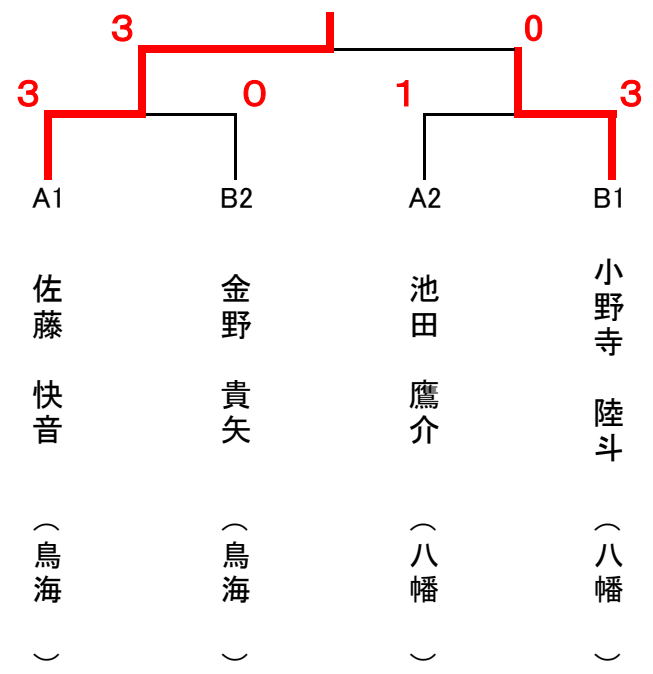 3
0
3
0
1
3
A1
B2
A2
B1
佐藤 快音 （鳥海 ）
金野 貴矢 （鳥海 ）
池田 鷹介 （八幡 ）
小野寺 陸斗 （八幡 ）